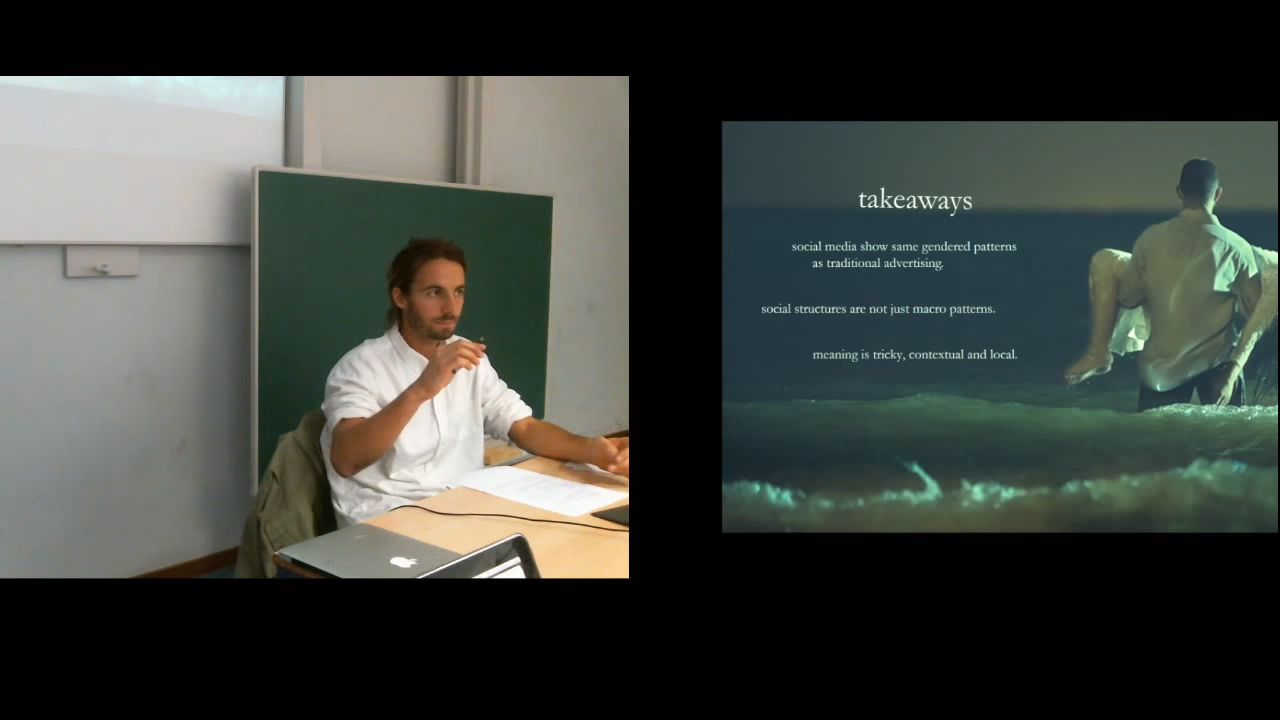 takeaways
social media show same gendered patterns
as traditional advertising.
social structures are not just macro patterns.
meaning is tricky, contextual and local.